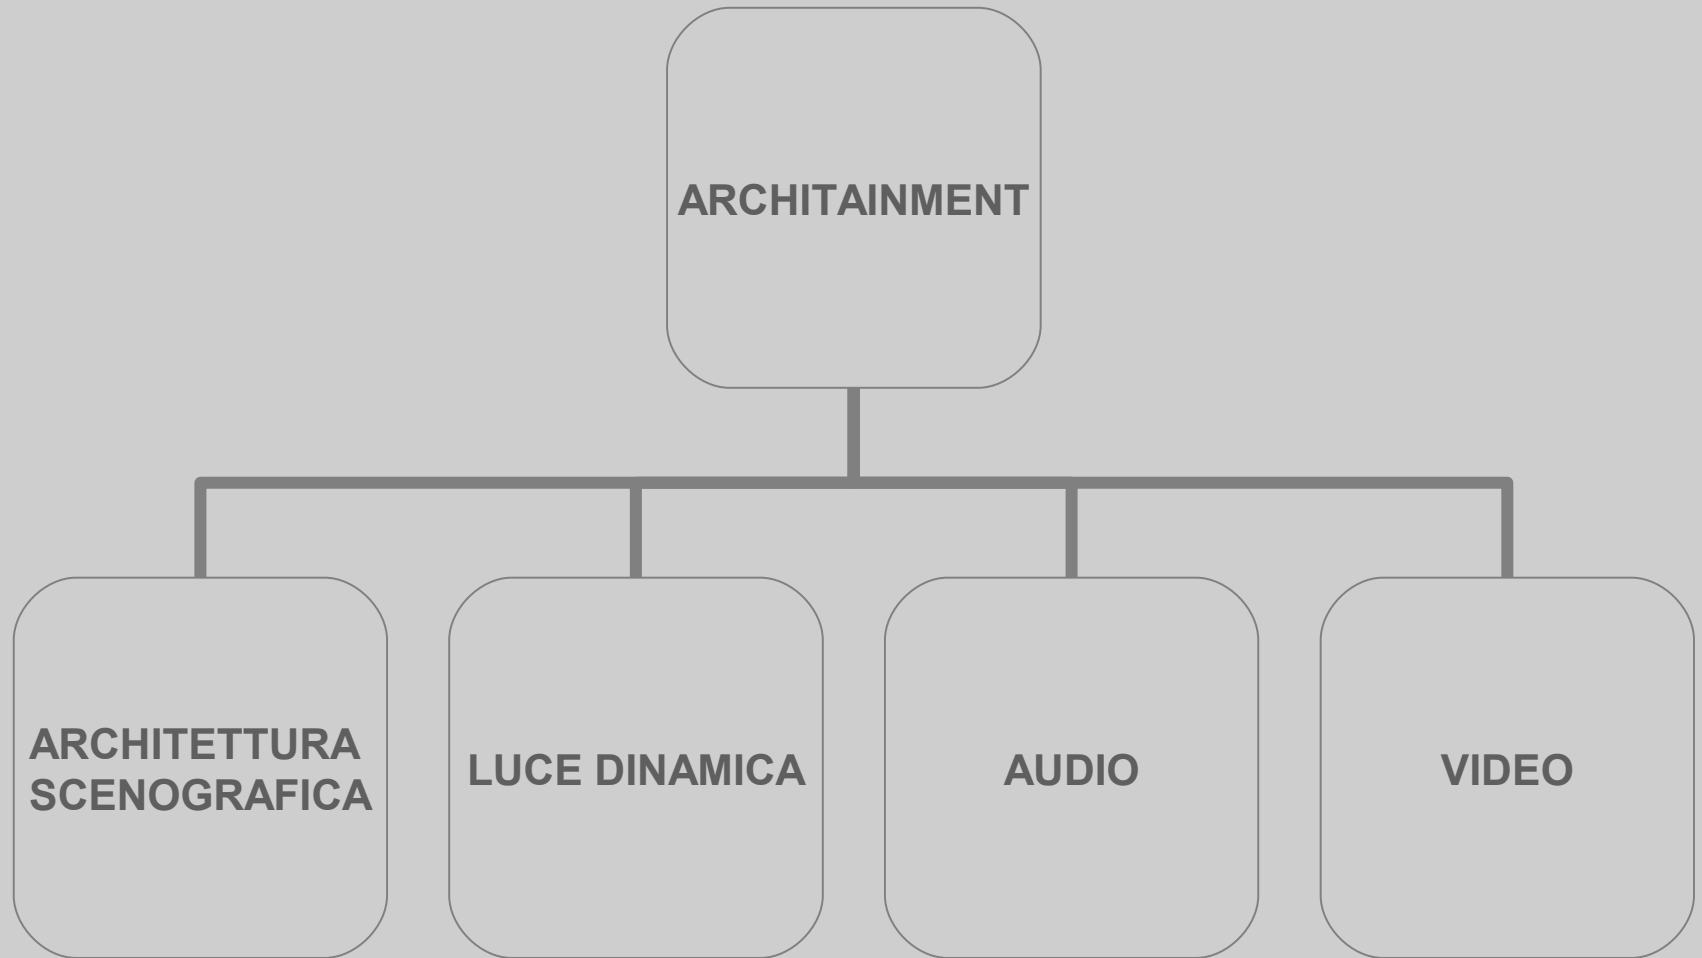 ARCHITAINMENT
ARCHITETTURA
SCENOGRAFICA
LUCE DINAMICA
AUDIO
VIDEO